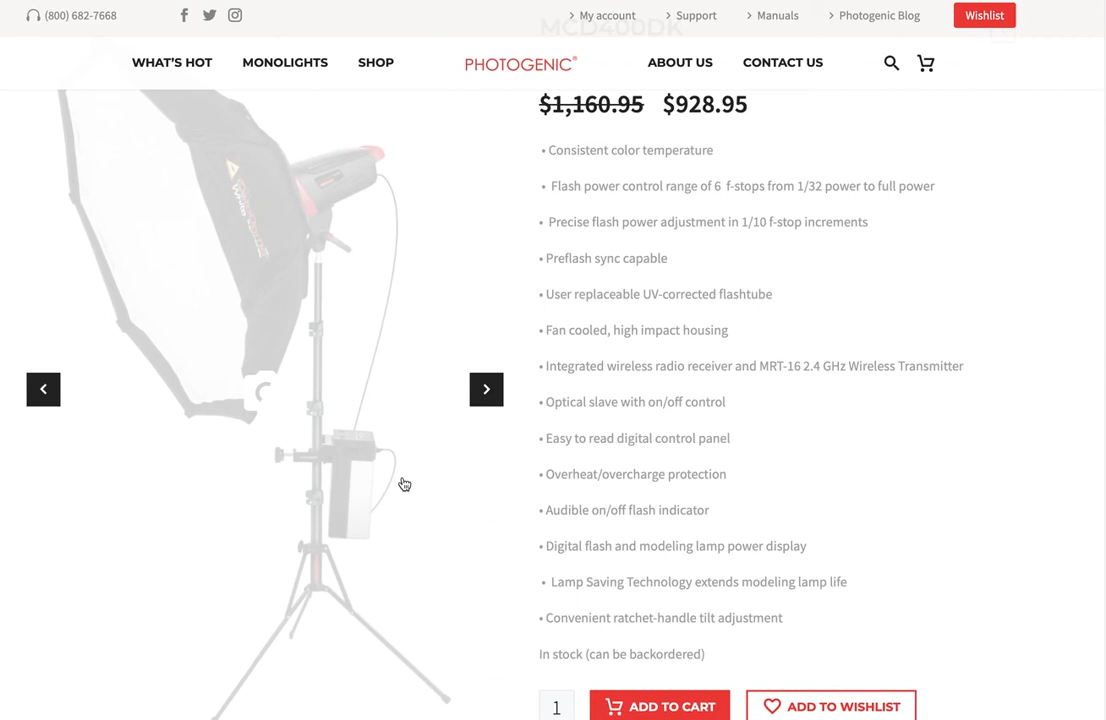 (800) 682-7668
My account
Support
Manuals
Photogenic Blog
Wishlist
MCD400DK
WHAT'S HOT
MONOLIGHTS
SHOP
PHOTOGENIC®
ABOUT US
CONTACT US
$1,160.95 $928.95
• Consistent color temperature
• Flash power control range of 6 f-stops from 1/32 power to full power
• Precise flash power adjustment in 1/10 f-stop increments
• Preflash sync capable
• User replaceable UV-corrected flashtube
• Fan cooled, high impact housing
• Integrated wireless radio receiver and MRT-16 2.4 GHz Wireless Transmitter
• Optical slave with on/off control
• Easy to read digital control panel
• Overheat/overcharge protection
• Audible on/off flash indicator
• Digital flash and modeling lamp power display
• Lamp Saving Technology extends modeling lamp life
• Convenient ratchet-handle tilt adjustment
In stock (can be backordered)
1
ADD TO CART
ADD TO WISHLIST